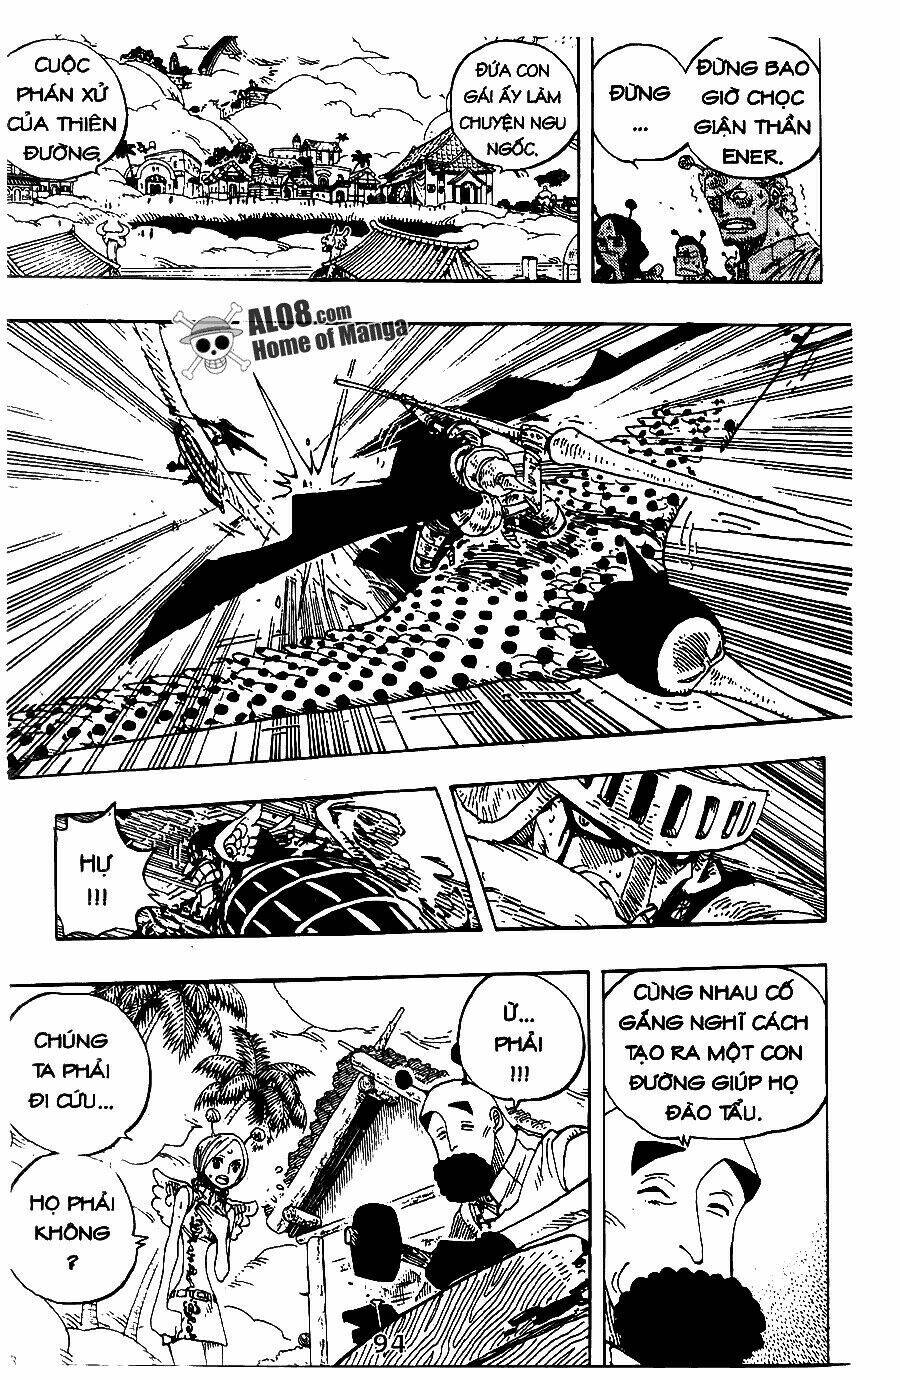 ĐỪNG BAO
GIỜ CHỌC
GIẬN THẦN
ENER.
ĐỪNG
...
ĐỨA CON
GÁI ẤY LÀM
CHUYỆN NGU
NGỐC.
CUỘC
PHÁN XỬ
CỦA THIÊN
ĐƯỜNG.
ALO8.com
Home of Manga
HỰ
!!!
CÙNG NHAU CỐ
GẮNG NGHĨ CÁCH
TẠO RA MỘT CON
ĐƯỜNG GIÚP HỌ
ĐÀO TẨU.
Ữ...
PHẢI
!!!
CHÚNG
TA PHẢI
ĐI CỨU...
HỌ PHẢI
KHÔNG
?
94